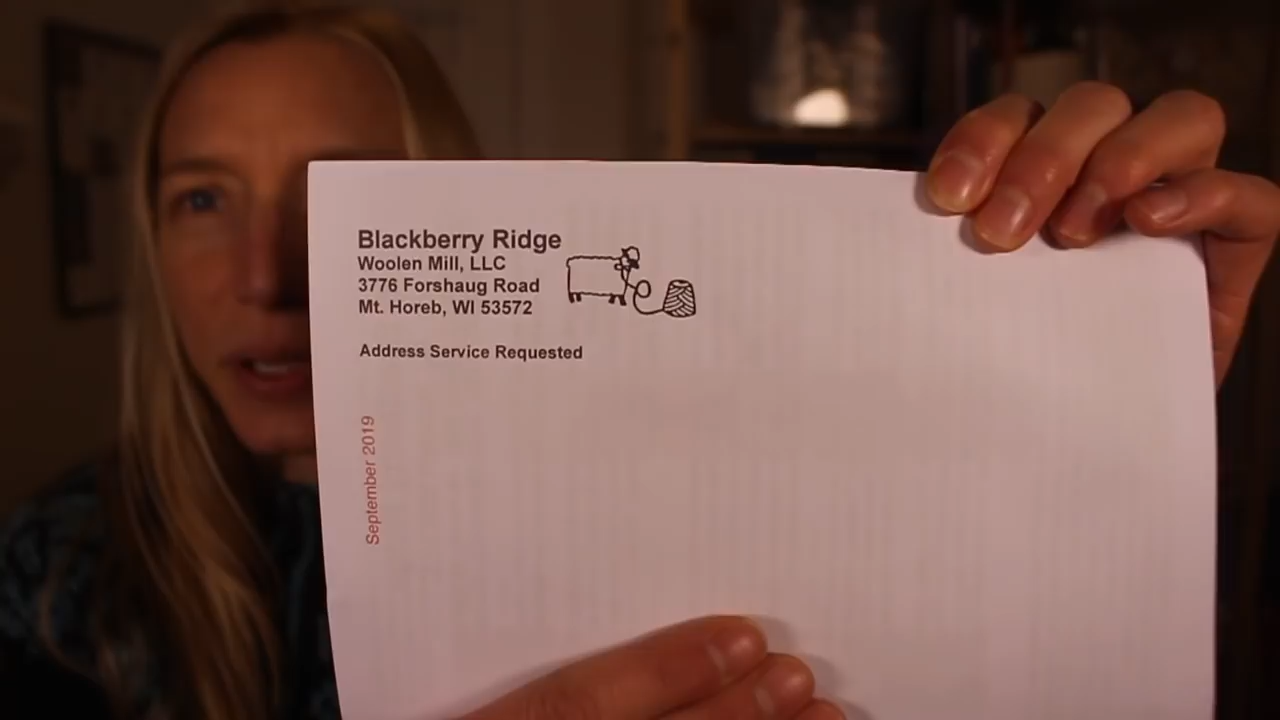 Blackberry Ridge
Woolen Mill, LLC
3776 Forshaug Road
Mt. Horeb, WI 53572
Address Service Requested
September 2019